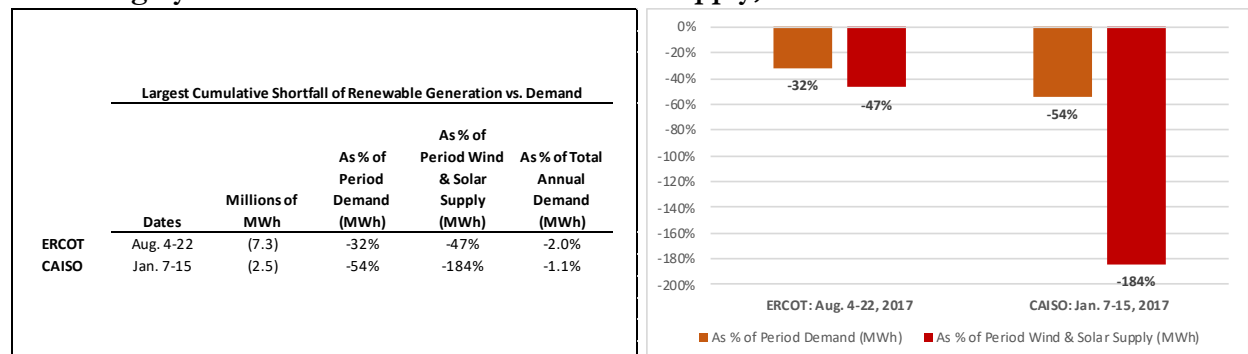 Largest Cumulative Shortfall of Renewable Generation vs. Demand
As % of
As % of Period Wind As % of Total
Period & Solar Annual
Millions of Demand Supply Demand
Dates MWh (MWh) (MWh) (MWh)
ERCOT Aug. 4-22 (7.3) -32% -47% -2.0%
CAISO Jan. 7-15 (2.5) -54% -184% -1.1%
0%
-20%
-40%
-60%
-80%
-100%
-120%
-140%
-160%
-180%
-200%
-32%
-47%
-54%
-184%
ERCOT: Aug. 4-22, 2017 CAISO: Jan. 7-15, 2017
As % of Period Demand (MWh) As % of Period Wind & Solar Supply (MWh)